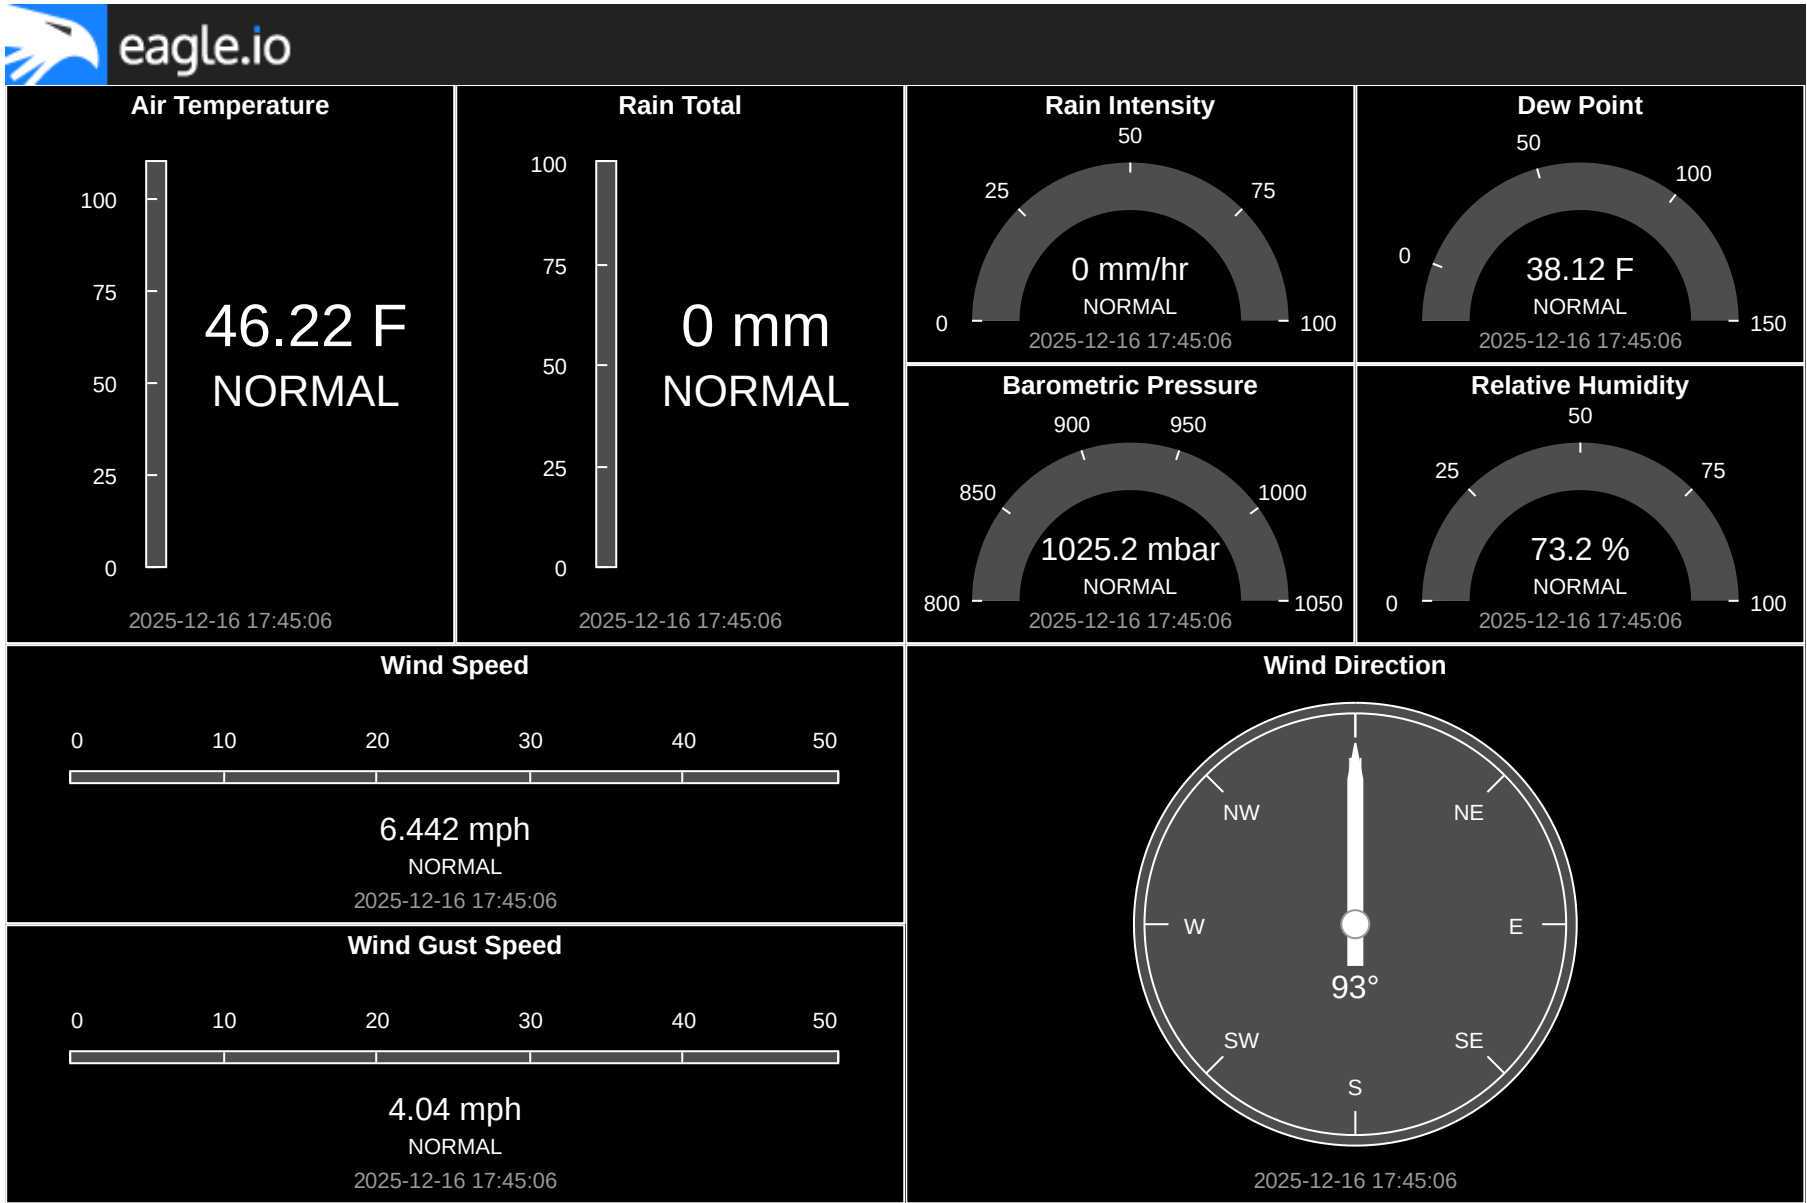 eagle.io
Air Temperature
100
75
50
25
0
46.22 F
NORMAL
2025-12-16 17:45:06
Rain Total
100
75
50
25
0
0 mm
NORMAL
2025-12-16 17:45:06
Rain Intensity
50
25
75
0
100
0 mm/hr
NORMAL
2025-12-16 17:45:06
Dew Point
50
100
0
150
38.12 F
NORMAL
2025-12-16 17:45:06
Barometric Pressure
900
950
850
1000
800
1050
1025.2 mbar
NORMAL
2025-12-16 17:45:06
Relative Humidity
50
25
75
0
100
73.2 %
NORMAL
2025-12-16 17:45:06
Wind Speed
0 10 20 30 40 50
6.442 mph
NORMAL
2025-12-16 17:45:06
Wind Gust Speed
0 10 20 30 40 50
4.04 mph
NORMAL
2025-12-16 17:45:06
Wind Direction
NW NE
W E
93°
SW SE
S
2025-12-16 17:45:06